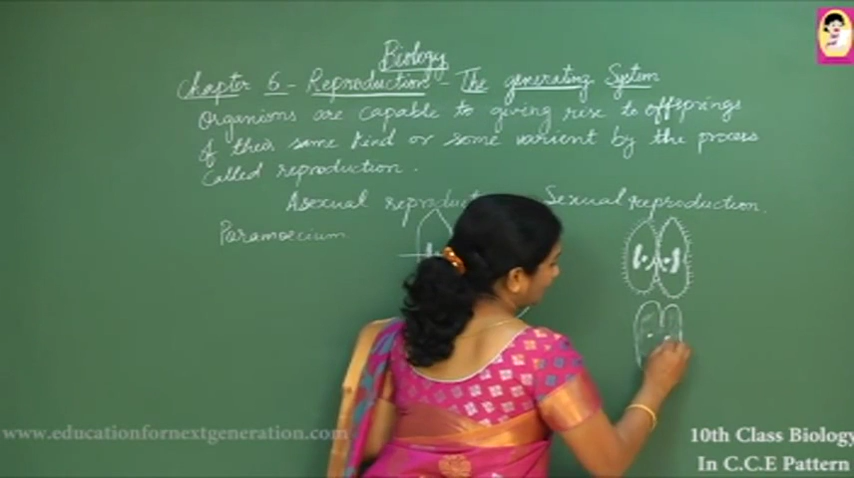 Biology
Chapter 6 - Reproduction - The generating System
Organisms are capable to giving rise to offsprings
of their same kind or some varient by the process
called reproduction.
Asexual reproduct Sexual reproduction.
Paramoecium
www.educationfornextgeneration.com
10th Class Biology
In C.C.E Pattern